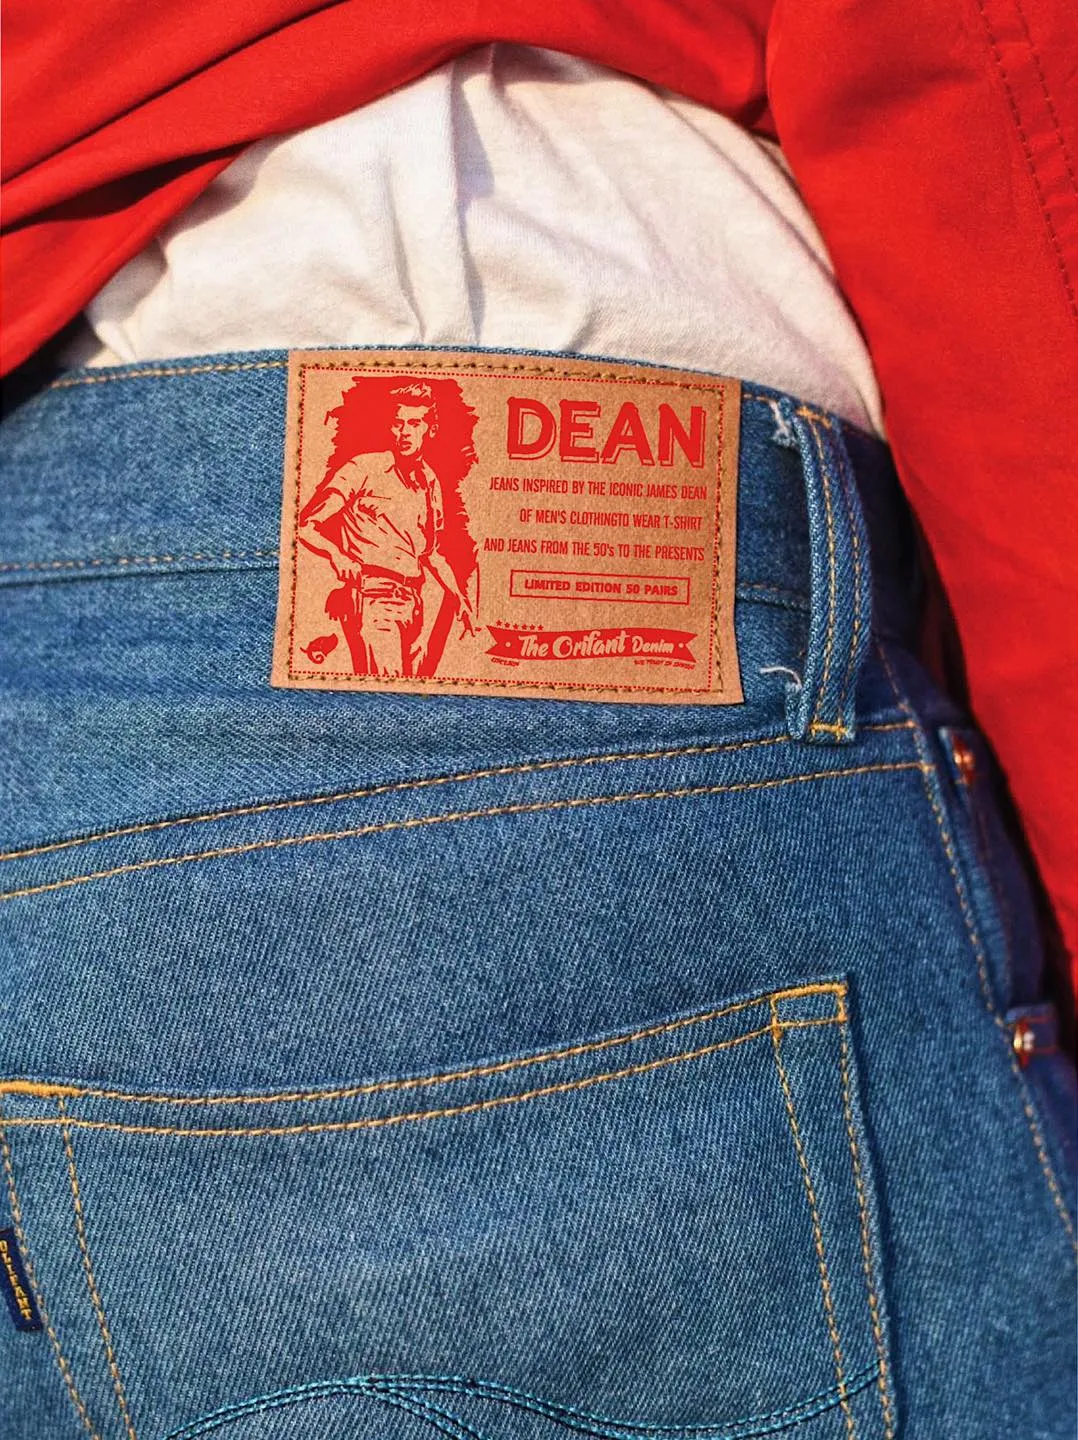 DEAN
JEANS INSPIRED BY THE ICONIC JAMES DEAN
OF MEN'S CLOTHINGTO WEAR T-SHIRT
AND JEANS FROM THE 50's TO THE PRESENTS
LIMITED EDITION 50 PAIRS
The Orifant Denim